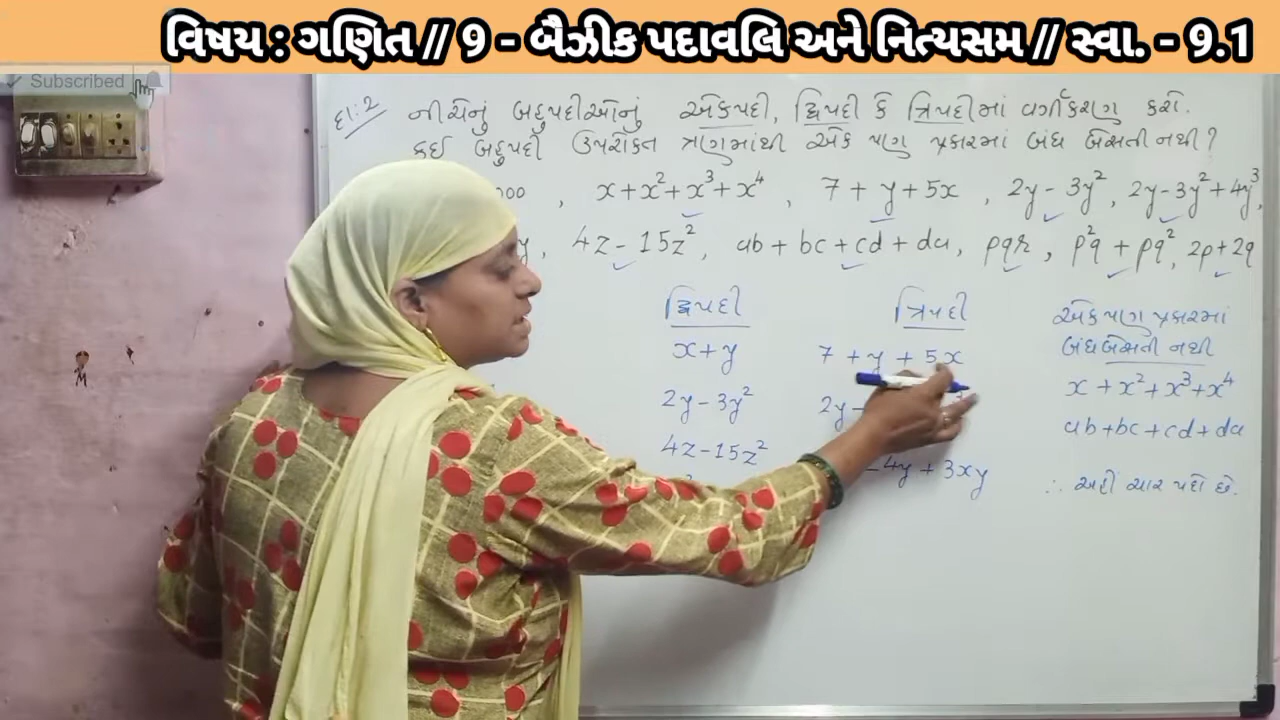 વિષય : ગણિત // 9 - બૈઝીક પદાવલિ અને નિત્યસમ // સ્વા. - 9.1
✓ Subscribed
દા:2 નીચેનું બહુપદીઓનું એકપદી, દ્વિપદી કે ત્રિપદીમાં વર્ગીકરણ કરો.
કઈ બહુપદી ઉપરોક્ત ત્રણમાંથી એક પણ પ્રકારમાં બંધ બેસતી નથી?
000, x+x²+x³+x⁴, 7+y+5x, 2y-3y², 2y-3y²+4y³,
y, 4z-15z², ab+bc+cd+da, pqr, p²q+pq², 2p+2q
દ્વિપદી ત્રિપદી એકપણ પ્રકારમાં
બંધબેસતી નથી
x+y 7+y+5x x+x²+x³+x⁴
2y-3y² 2y- ab+bc+cd+da
4z-15z² -4y+3xy ∴ અહીં ચાર પદો છે.